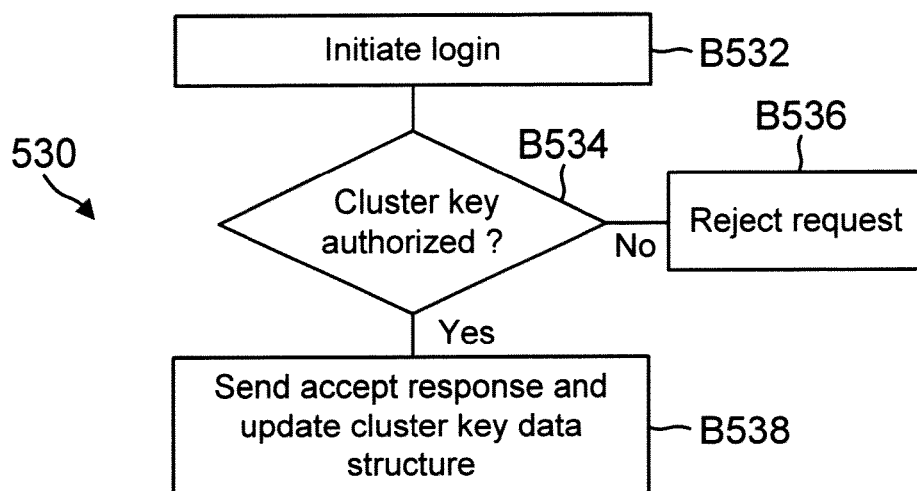 Initiate login
B532
B536
530
B534
Cluster key
authorized ?
Reject request
No
Yes
Send accept response and
update cluster key data
structure
B538